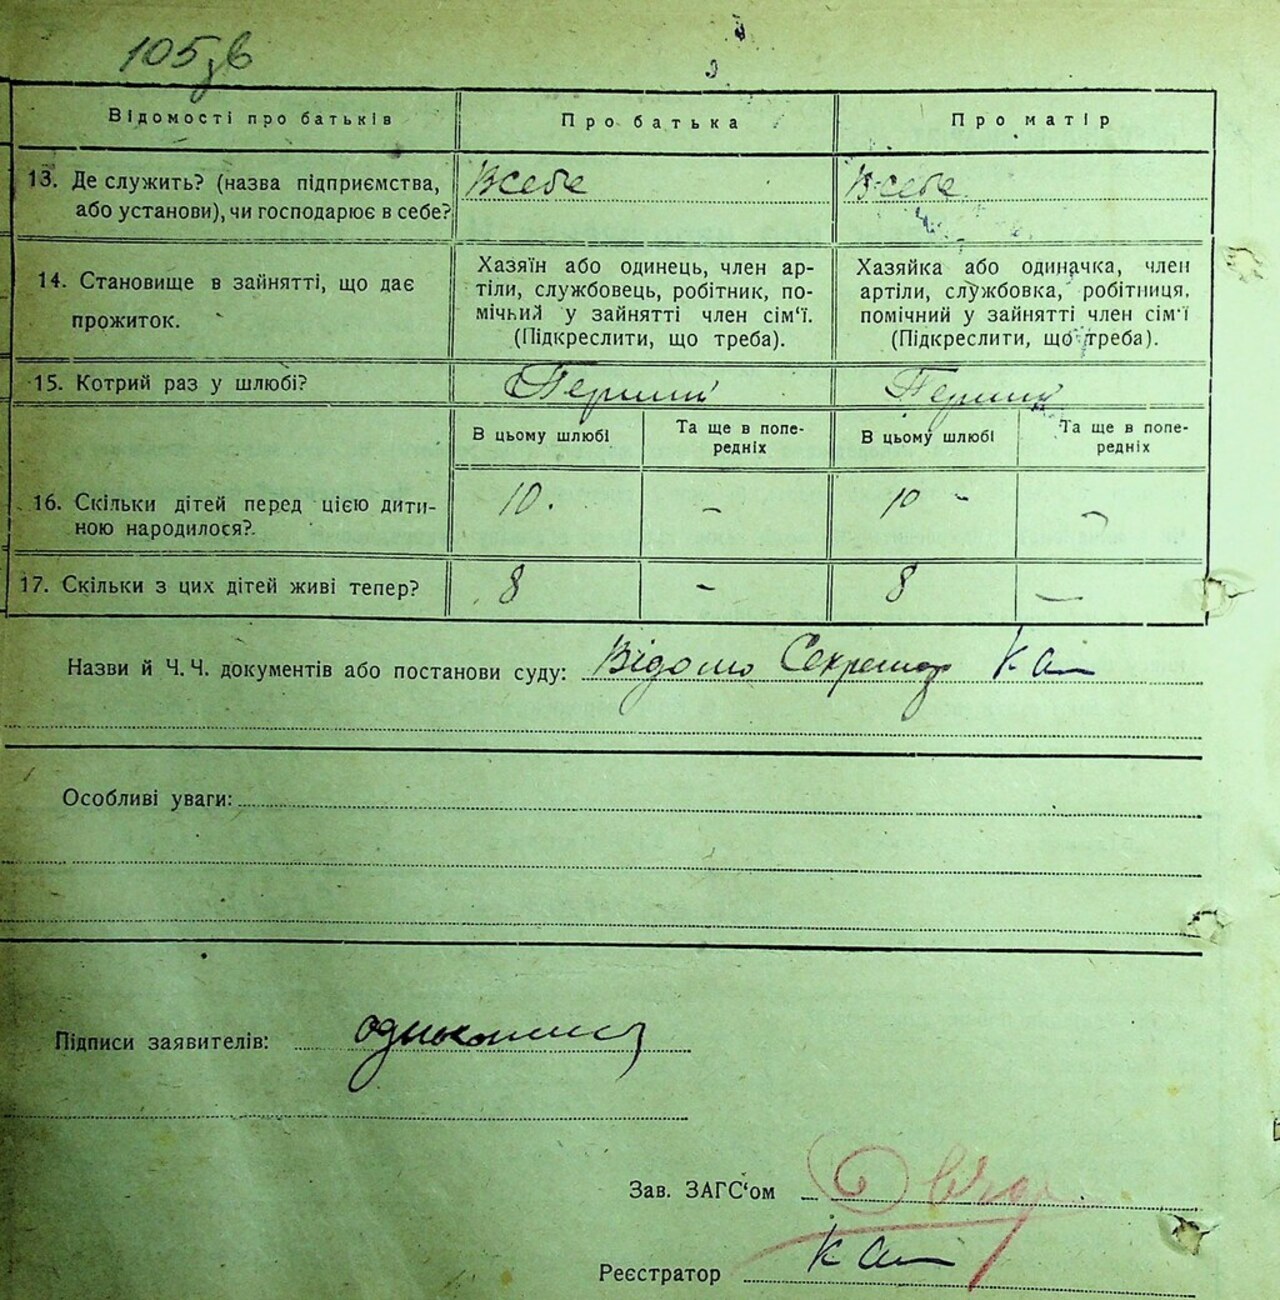 105зв
Відомості про батьків Про батька Про матір
13. Де служить? (назва підприємства, В себе В себе
або установи), чи господарює в себе?
14. Становище в зайнятті, що дає
прожиток.
Хазяїн або одинець, член ар-
тіли, службовець, робітник, по-
мічний у зайнятті член сім'ї.
(Підкреслити, що треба).
Хазяйка або одиначка, член
артіли, службовка, робітниця,
помічний у зайнятті член сім'ї
(Підкреслити, що треба).
15. Котрий раз у шлюбі? Перший Перший
В цьому шлюбі Та ще в попе-
редніх
В цьому шлюбі Та ще в попе-
редніх
16. Скільки дітей перед цією дити-
ною народилося? 10. - 10 - -
17. Скільки з цих дітей живі тепер? 8 - 8 -
Назви й Ч. Ч. документів або постанови суду: Відомо Секретар
Особливі уваги:
Підписи заявителів:
Зав. ЗАГС'ом
Реєстратор